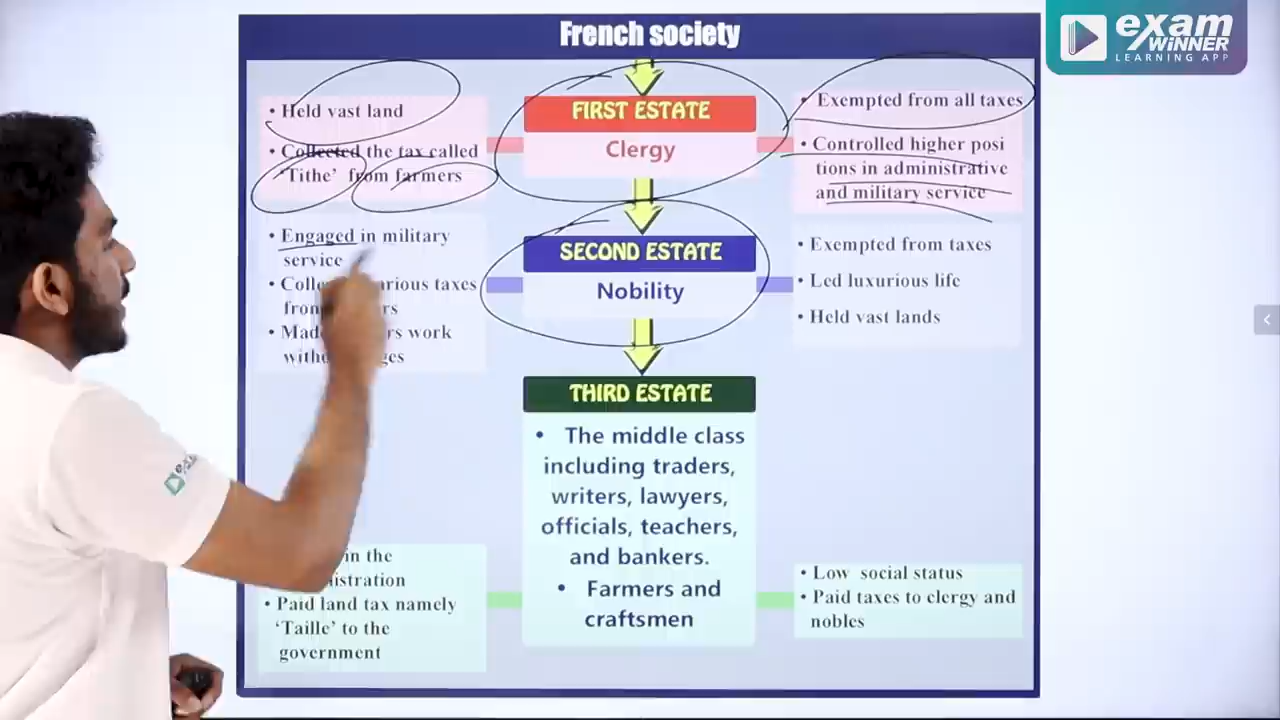 French society
exam
WiNNER
LEARNING APP
• Held vast land
• Collected the tax called
'Tithe' from farmers
FIRST ESTATE
Clergy
• Exempted from all taxes
• Controlled higher posi
tions in administrative
and military service
• Engaged in military
service
• arious taxes
• work
SECOND ESTATE
Nobility
• Exempted from taxes
• Led luxurious life
• Held vast lands
THIRD ESTATE
• The middle class
including traders,
writers, lawyers,
officials, teachers,
and bankers.
• Farmers and
craftsmen
in the
• Paid land tax namely
'Taille' to the
government
• Low social status
• Paid taxes to clergy and
nobles